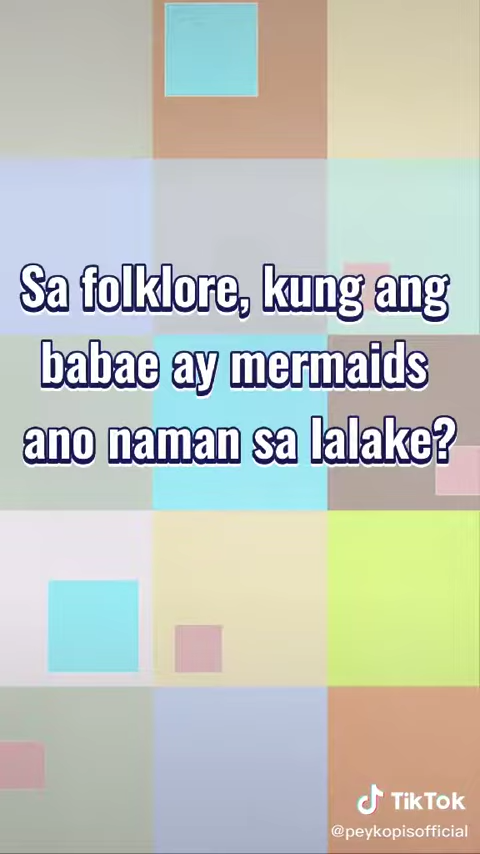 Sa folklore, kung ang
babae ay mermaids
ano naman sa lalake?
TikTok
@peykopisofficial